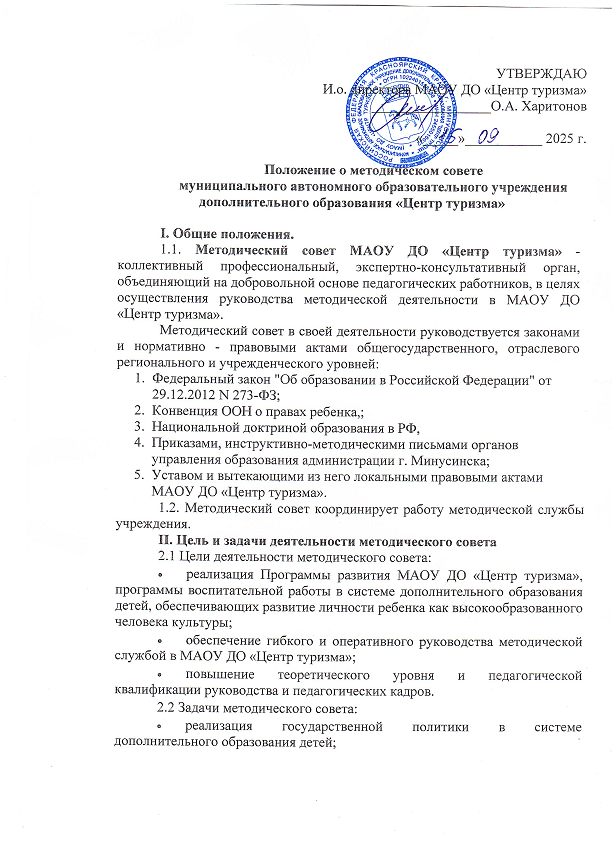 УТВЕРЖДАЮ
И.о. директора МАОУ ДО «Центр туризма»
О.А. Харитонов
» 09 2025 г.
Положение о методическом совете
муниципального автономного образовательного учреждения
дополнительного образования «Центр туризма»
I. Общие положения.
1.1. Методический совет МАОУ ДО «Центр туризма» -
коллективный профессиональный, экспертно-консультативный орган,
объединяющий на добровольной основе педагогических работников, в целях
осуществления руководства методической деятельности в МАОУ ДО
«Центр туризма».
Методический совет в своей деятельности руководствуется законами
и нормативно - правовыми актами общегосударственного, отраслевого
регионального и учрежденческого уровней:
1. Федеральный закон "Об образовании в Российской Федерации" от
29.12.2012 N 273-ФЗ;
2. Конвенция ООН о правах ребенка,;
3. Национальной доктриной образования в РФ,
4. Приказами, инструктивно-методическими письмами органов
управления образования администрации г. Минусинска;
5. Уставом и вытекающими из него локальными правовыми актами
МАОУ ДО «Центр туризма».
1.2. Методический совет координирует работу методической службы
учреждения.
II. Цель и задачи деятельности методического совета
2.1 Цели деятельности методического совета:
• реализация Программы развития МАОУ ДО «Центр туризма»,
программы воспитательной работы в системе дополнительного образования
детей, обеспечивающих развитие личности ребенка как высокообразованного
человека культуры;
• обеспечение гибкого и оперативного руководства методической
службой в МАОУ ДО «Центр туризма»;
• повышение теоретического уровня и педагогической
квалификации руководства и педагогических кадров.
2.2 Задачи методического совета:
• реализация государственной политики в системе
дополнительного образования детей;